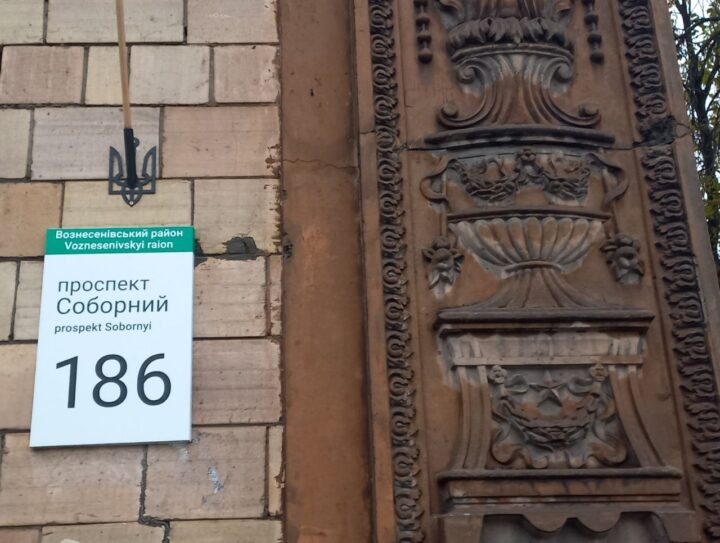 Вознесенівський район
Voznesenivskyi raion
проспект
Соборний
prospekt Sobornyi
186